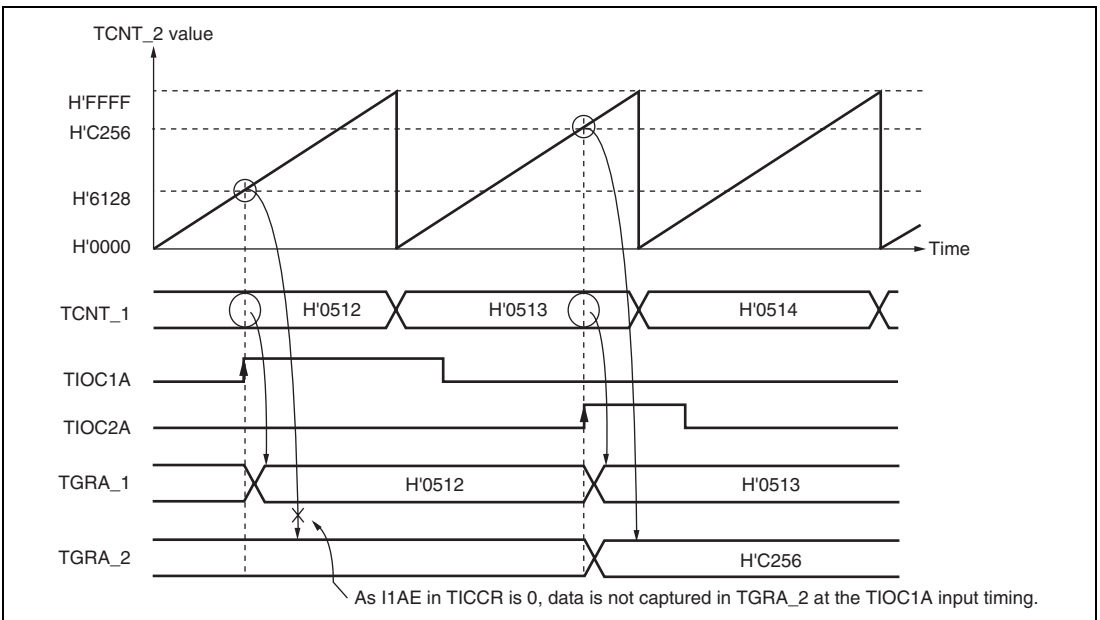 TCNT_2 value
H'FFFF
H'C256
H'6128
H'0000
Time
TCNT_1
H'0512
H'0513
H'0514
TIOC1A
TIOC2A
TGRA_1
H'0512
H'0513
TGRA_2
H'C256
As I1AE in TICCR is 0, data is not captured in TGRA_2 at the TIOC1A input timing.